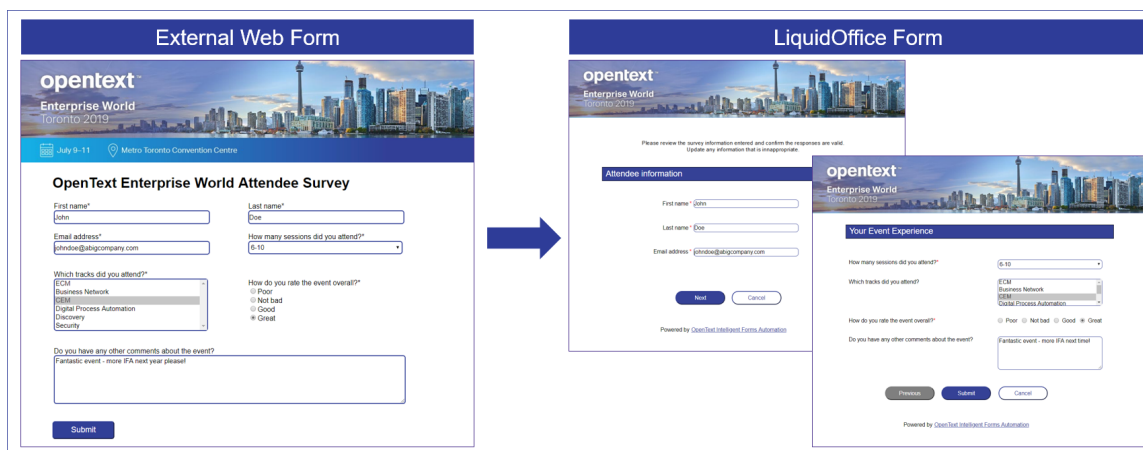 External Web Form
opentext™
Enterprise World
Toronto 2019
July 9–11 Metro Toronto Convention Centre
OpenText Enterprise World Attendee Survey
First name* Last name*
John Doe
Email address* How many sessions did you attend?*
johndoe@abigcompany.com 6-10
Which tracks did you attend?*
ECM
Business Network
CEM
Digital Process Automation
Discovery
Security
How do you rate the event overall?*
Poor
Not bad
Good
Great
Do you have any other comments about the event?
Fantastic event - more IFA next year please!
Submit
LiquidOffice Form
opentext™
Enterprise World
Toronto 2019
Please review the survey information entered and confirm the responses are valid.
Update any information that is innappropriate.
Attendee information
First name * John
Last name * Doe
Email address * johndoe@abigcompany.com
Next Cancel
Powered by OpenText Intelligent Forms Automation
opentext™
Enterprise World
Toronto 2019
Your Event Experience
How many sessions did you attend?* 6-10
Which tracks did you attend?
ECM
Business Network
CEM
Digital Process Automation
How do you rate the event overall?* Poor Not bad Good Great
Do you have any other comments about the event? Fantastic event - more IFA next time!
Previous Submit Cancel
Powered by OpenText Intelligent Forms Automation